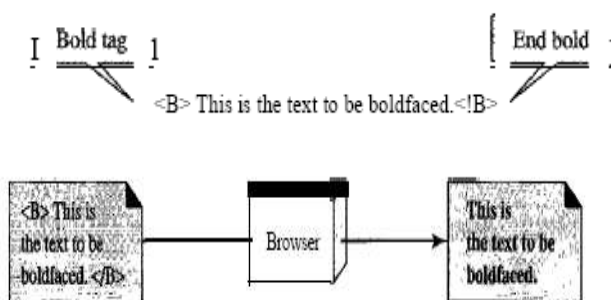 Bold tag
End bold
<B> This is the text to be boldfaced.<!B>
<B> This is
the text to be
boldfaced. </B>
Browser
This is
the text to be
boldfaced.